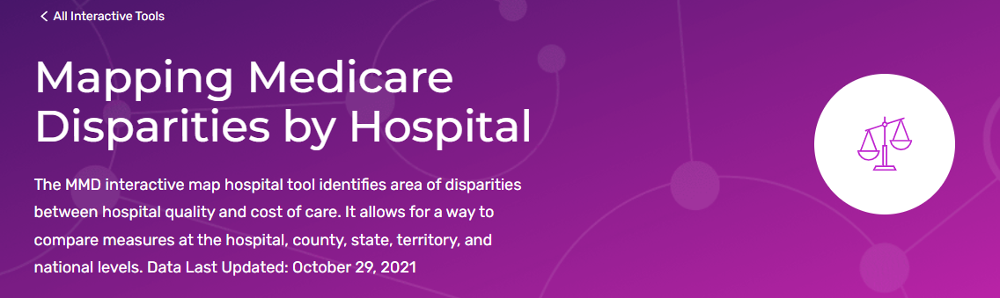 All Interactive Tools
Mapping Medicare
Disparities by Hospital
The MMD interactive map hospital tool identifies area of disparities
between hospital quality and cost of care. It allows for a way to
compare measures at the hospital, county, state, territory, and
national levels. Data Last Updated: October 29, 2021